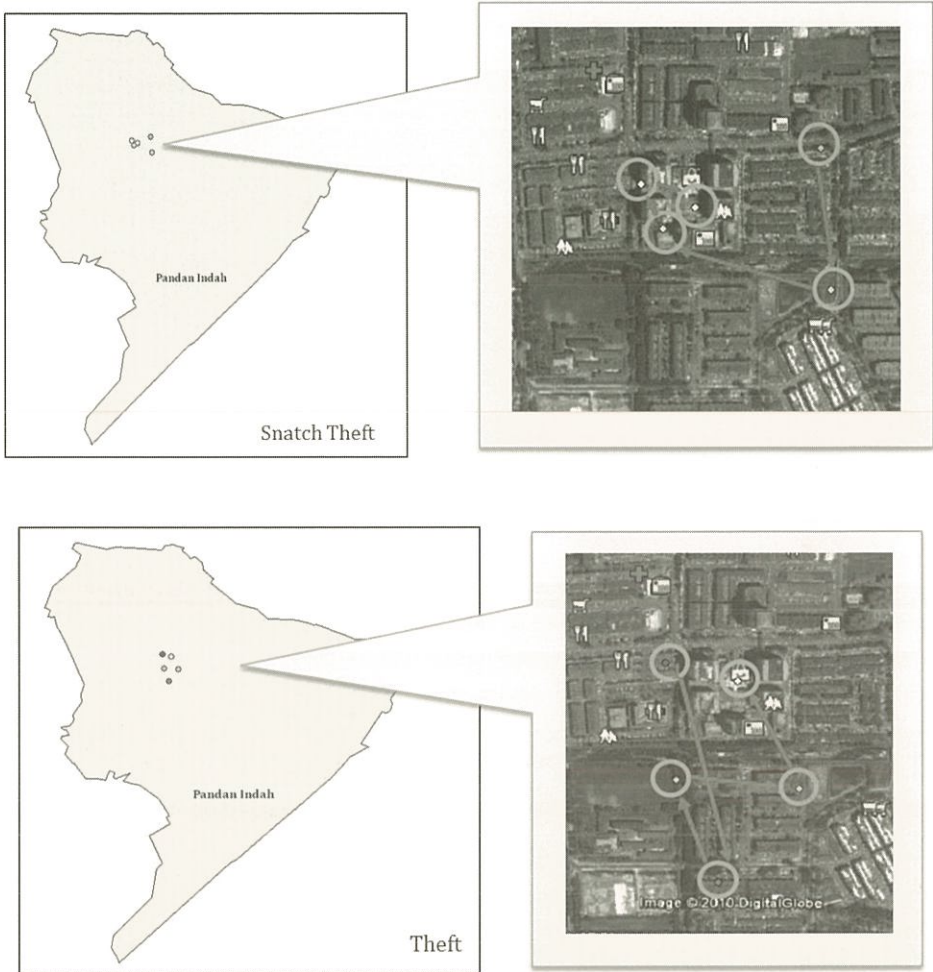 Pandan Indah
Snatch Theft
Pandan Indah
Theft
Image © 2010 DigitalGlobe